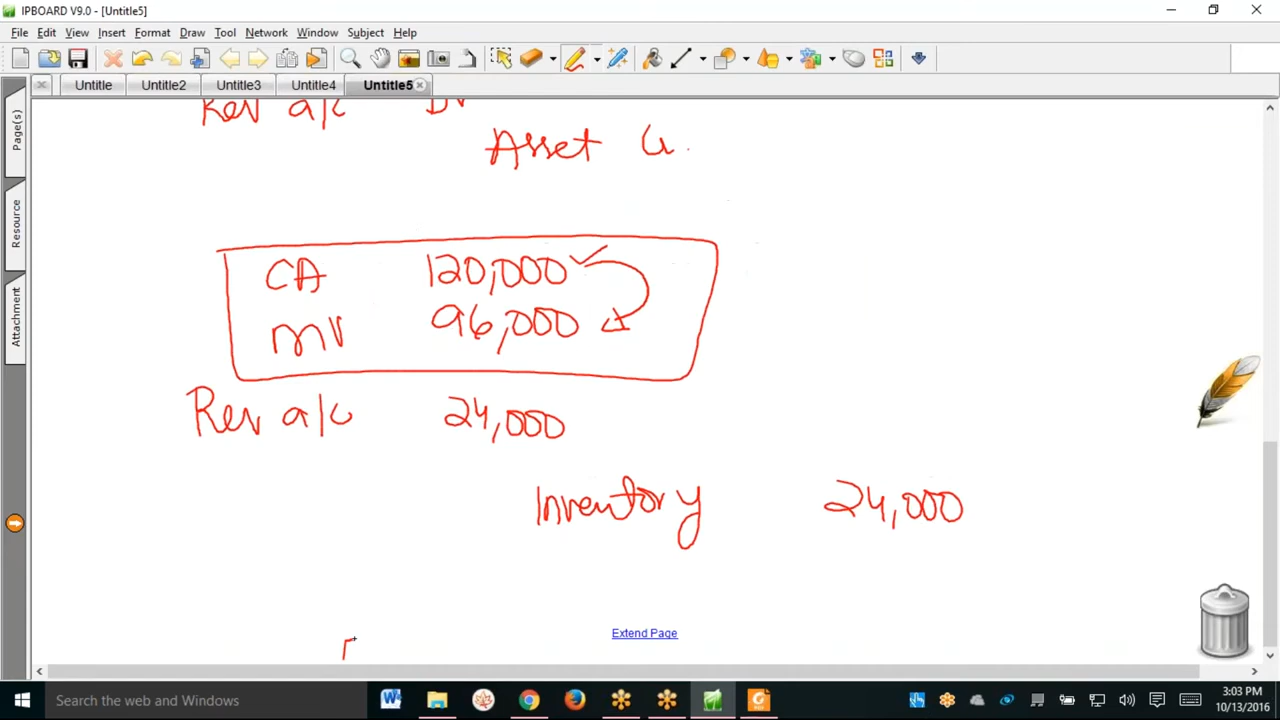 IPBOARD V9.0 - [Untitle5]
File Edit View Insert Format Draw Tool Network Window Subject Help
Untitle Untitle2 Untitle3 Untitle4 Untitle5
Page(s)
Resource
Attachment
Rev a/c Dr
Asset Cr.
CA 120,000
MV 96,000
Rev a/c 24,000
Inventory 24,000
Extend Page
Search the web and Windows
3:03 PM
10/13/2016